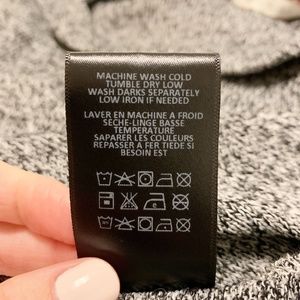 MACHINE WASH COLD
TUMBLE DRY LOW
WASH DARKS SEPARATELY
LOW IRON IF NEEDED
LAVER EN MACHINE A FROID
SECHE-LINGE BASSE
TEMPERATURE
SAPARER LES COULEURS
REPASSER A FER TIEDE SI
BESOIN EST